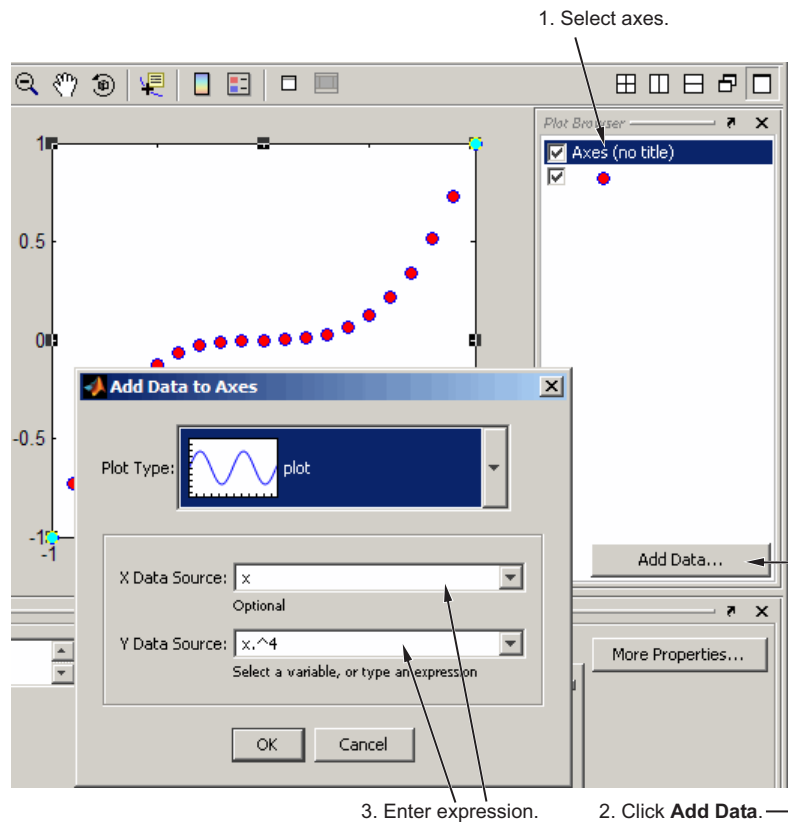 1. Select axes.
Plot Browser
Axes (no title)
1
0.5
0
-0.5
-1
-1
Add Data to Axes
Plot Type:
plot
X Data Source:
x
Optional
Y Data Source:
x.^4
Select a variable, or type an expression
OK
Cancel
Add Data...
More Properties...
3. Enter expression.
2. Click Add Data.